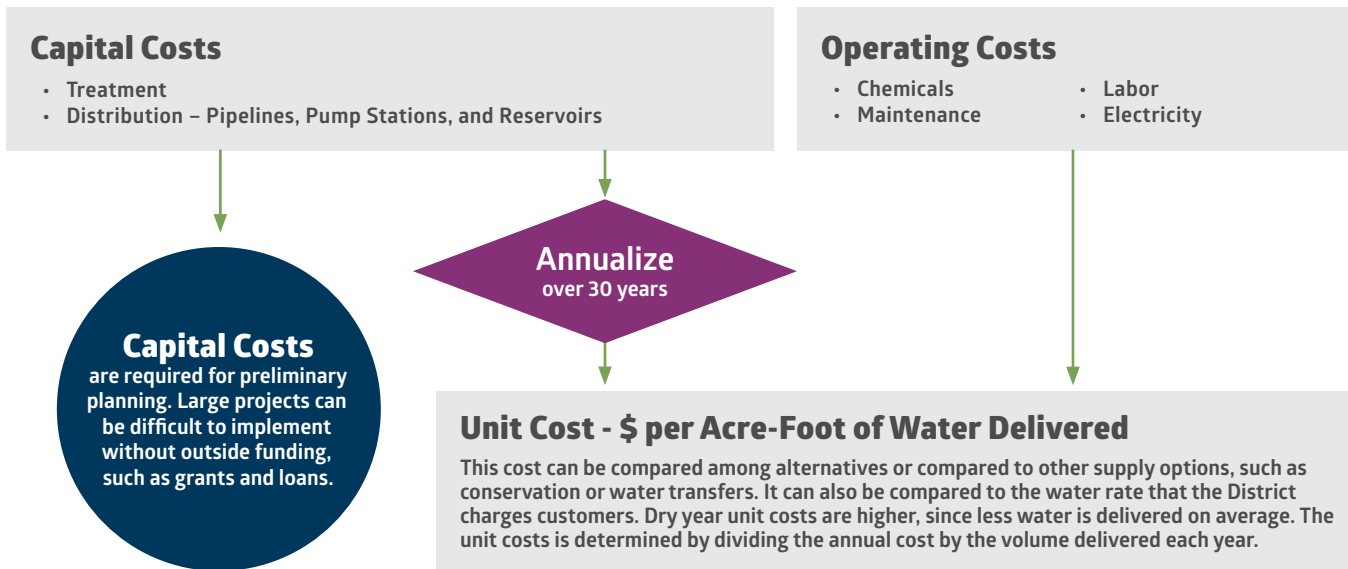 Capital Costs
• Treatment
• Distribution – Pipelines, Pump Stations, and Reservoirs
Operating Costs
• Chemicals
• Maintenance
• Labor
• Electricity
Annualize
over 30 years
Capital Costs
are required for preliminary
planning. Large projects can
be difficult to implement
without outside funding,
such as grants and loans.
Unit Cost - $ per Acre-Foot of Water Delivered
This cost can be compared among alternatives or compared to other supply options, such as
conservation or water transfers. It can also be compared to the water rate that the District
charges customers. Dry year unit costs are higher, since less water is delivered on average. The
unit costs is determined by dividing the annual cost by the volume delivered each year.